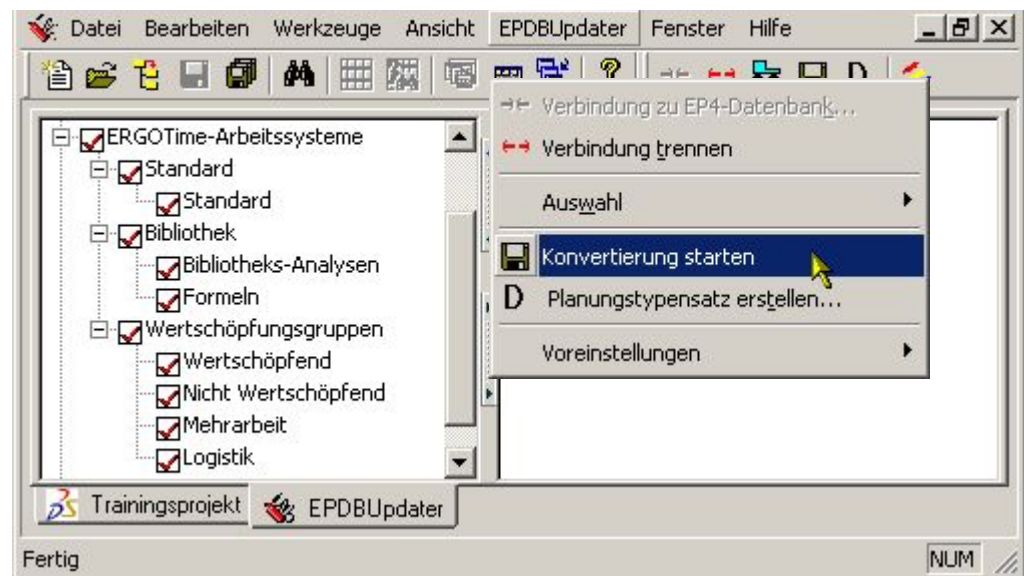 Datei Bearbeiten Werkzeuge Ansicht EPDBUpdater Fenster Hilfe
Verbindung zu EP4-Datenbank...
Verbindung trennen
Auswahl
Konvertierung starten
D Planungstypensatz erstellen...
Voreinstellungen
ERGOTime-Arbeitssysteme
Standard
Standard
Bibliothek
Bibliotheks-Analysen
Formeln
Wertschöpfungsgruppen
Wertschöpfend
Nicht Wertschöpfend
Mehrarbeit
Logistik
Trainingsprojekt EPDBUpdater
Fertig NUM